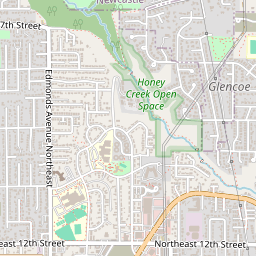 Newcastle
7th Street
Honey
Creek Open
Space
Glencoe
Edmonds Avenue Northeast
east 12th Street
Northeast 12th Street